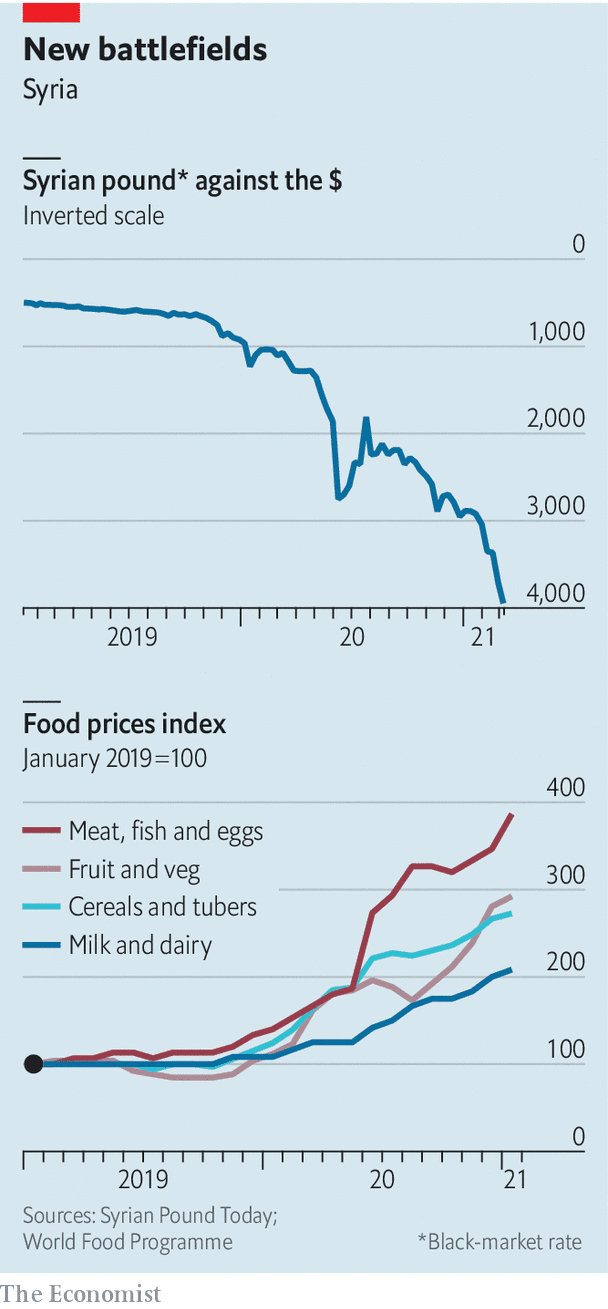 New battlefields
Syria
Syrian pound* against the $
Inverted scale
0
1,000
2,000
3,000
4,000
2019
20
21
Food prices index
January 2019=100
400
Meat, fish and eggs
Fruit and veg
300
Cereals and tubers
Milk and dairy
200
100
0
2019
20
21
Sources: Syrian Pound Today;
World Food Programme
*Black-market rate
The Economist